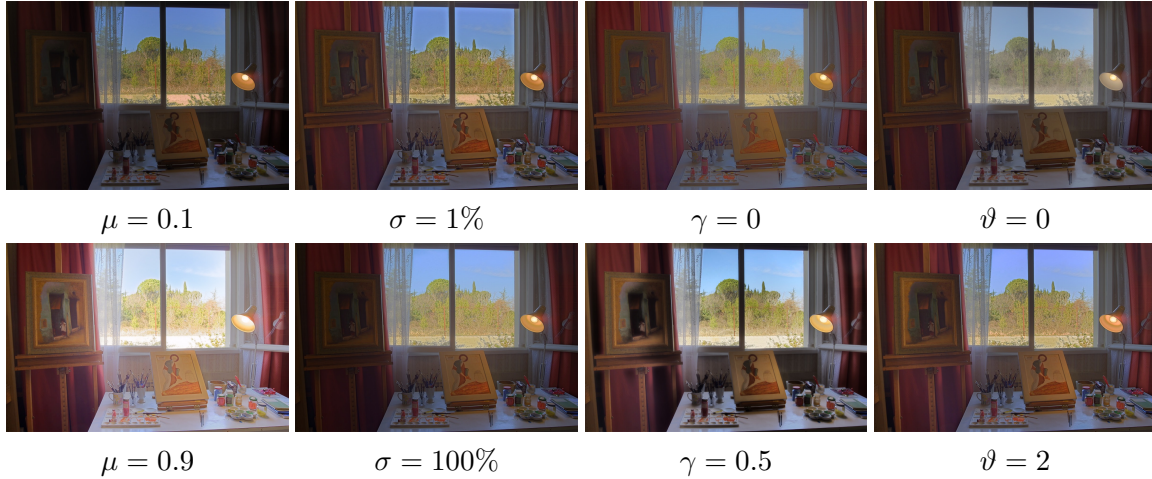 μ = 0.1 σ = 1% γ = 0 ϑ = 0
μ = 0.9 σ = 100% γ = 0.5 ϑ = 2